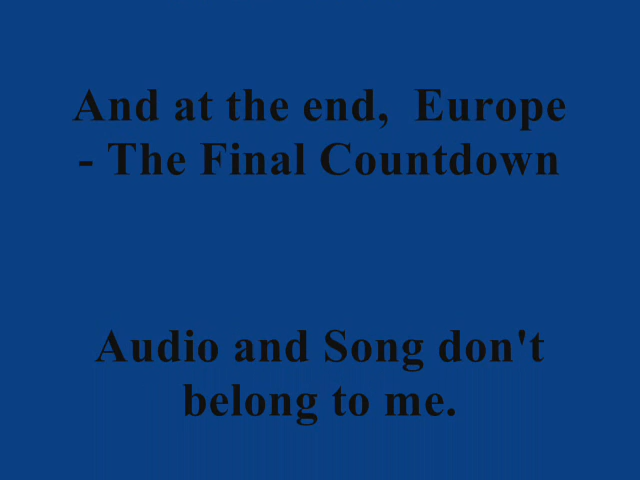 And at the end,  Europe
- The Final Countdown
Audio and Song don't
belong to me.